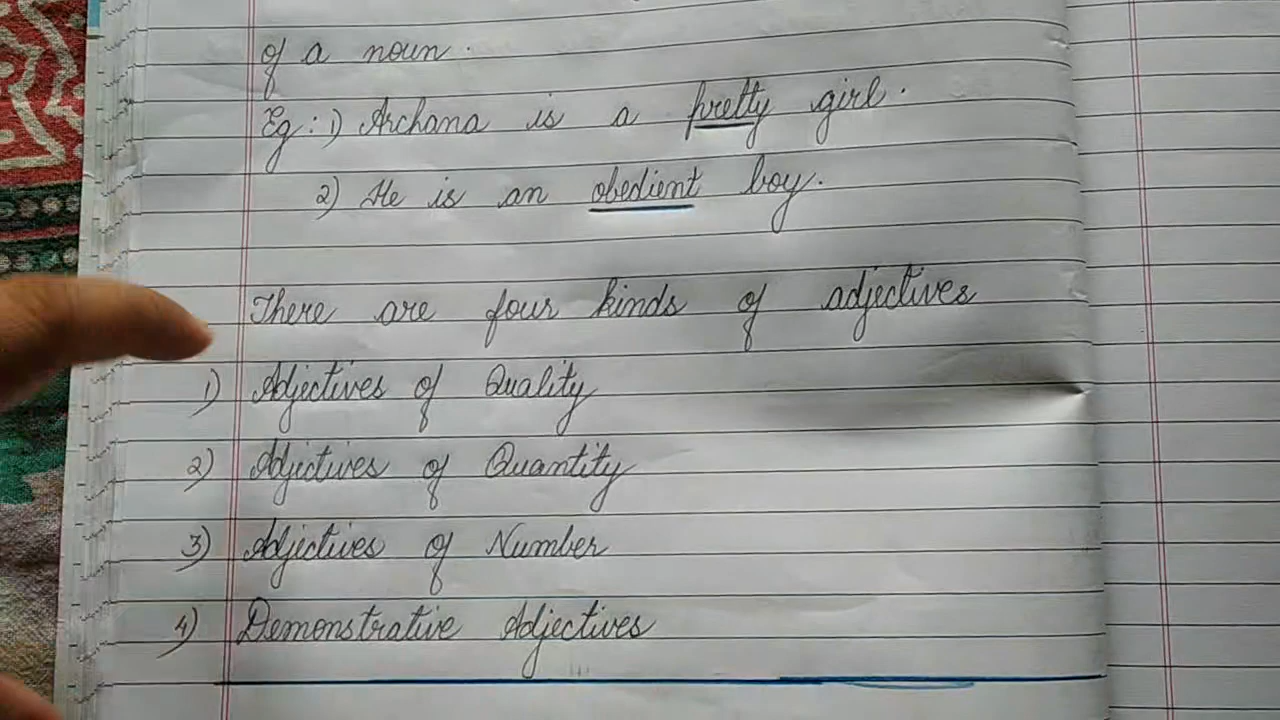 of a noun.
Eg: 1) Archana is a pretty girl.
2) He is an obedient boy.
There are four kinds of adjectives
1) Adjectives of Quality
2) Adjectives of Quantity
3) Adjectives of Number
4) Demonstrative Adjectives